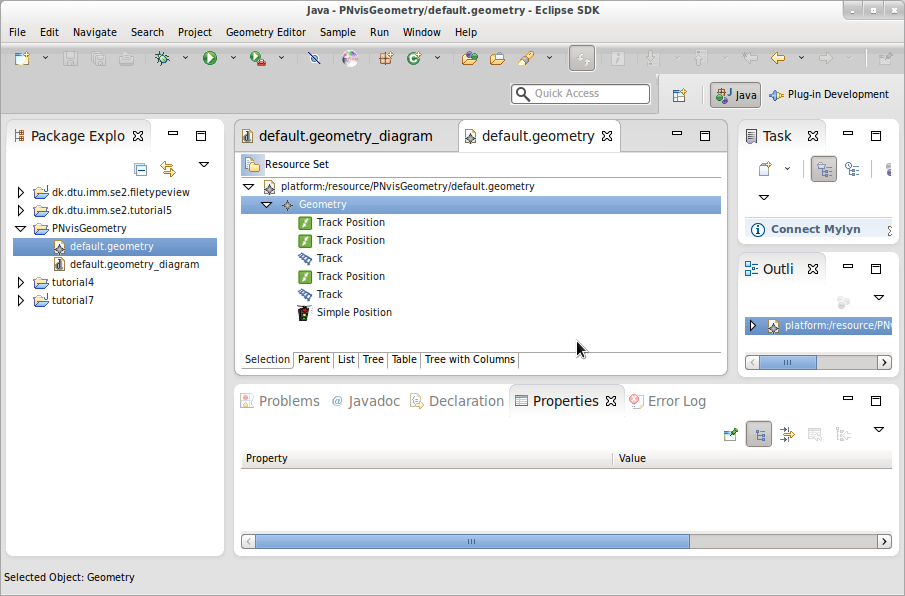 Java - PNvisGeometry/default.geometry - Eclipse SDK
File Edit Navigate Search Project Geometry Editor Sample Run Window Help
Quick Access
Java
Plug-in Development
Package Explo
dk.dtu.imm.se2.filetypeview
dk.dtu.imm.se2.tutorial5
PNvisGeometry
default.geometry
default.geometry_diagram
tutorial4
tutorial7
default.geometry_diagram
default.geometry
Resource Set
platform:/resource/PNvisGeometry/default.geometry
Geometry
Track Position
Track Position
Track
Track Position
Track
Simple Position
Selection Parent List Tree Table Tree with Columns
Task
Connect Mylyn
Outli
platform:/resource/PN
Problems @ Javadoc Declaration Properties Error Log
Property Value
Selected Object: Geometry